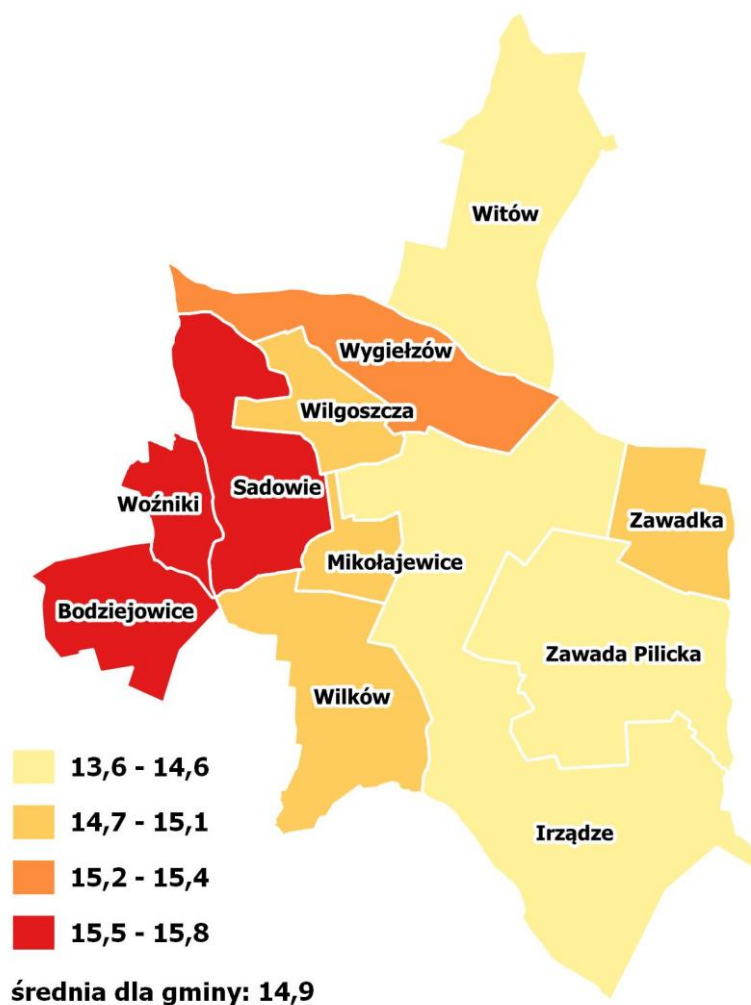 Witów
Wygiełzów
Wilgoszcza
Sadowie
Woźniki
Zawadka
Mikołajewice
Bodziejowice
Zawada Pilicka
Wilków
Irządze
13,6 - 14,6
14,7 - 15,1
15,2 - 15,4
15,5 - 15,8
średnia dla gminy: 14,9